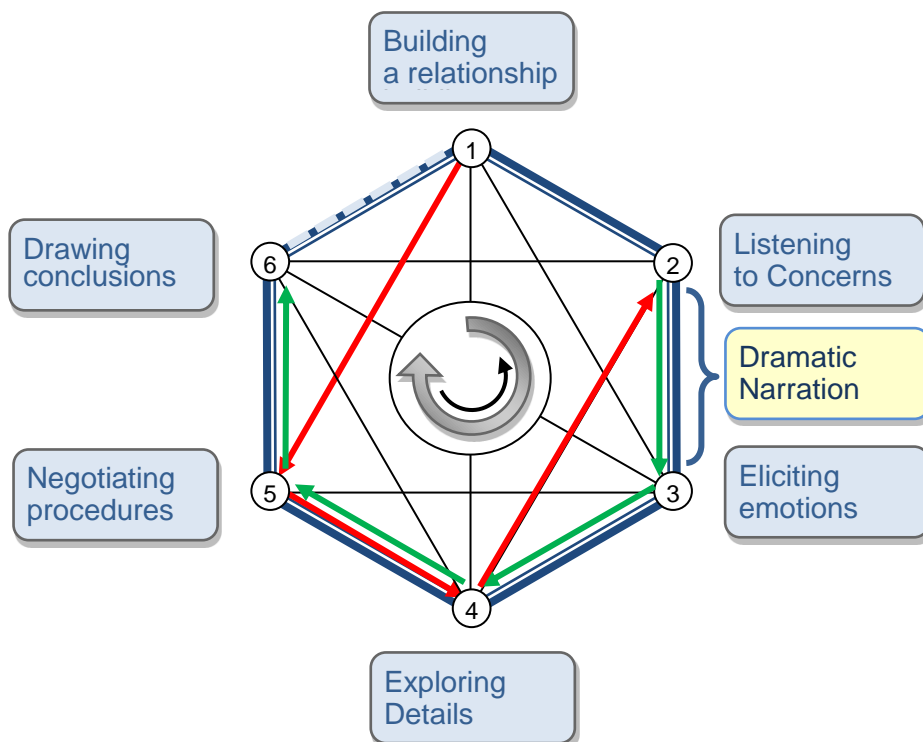 Building
a relationship
1
Drawing
conclusions
6
2
Listening
to Concerns
Dramatic
Narration
Negotiating
procedures
5
3
Eliciting
emotions
4
Exploring
Details